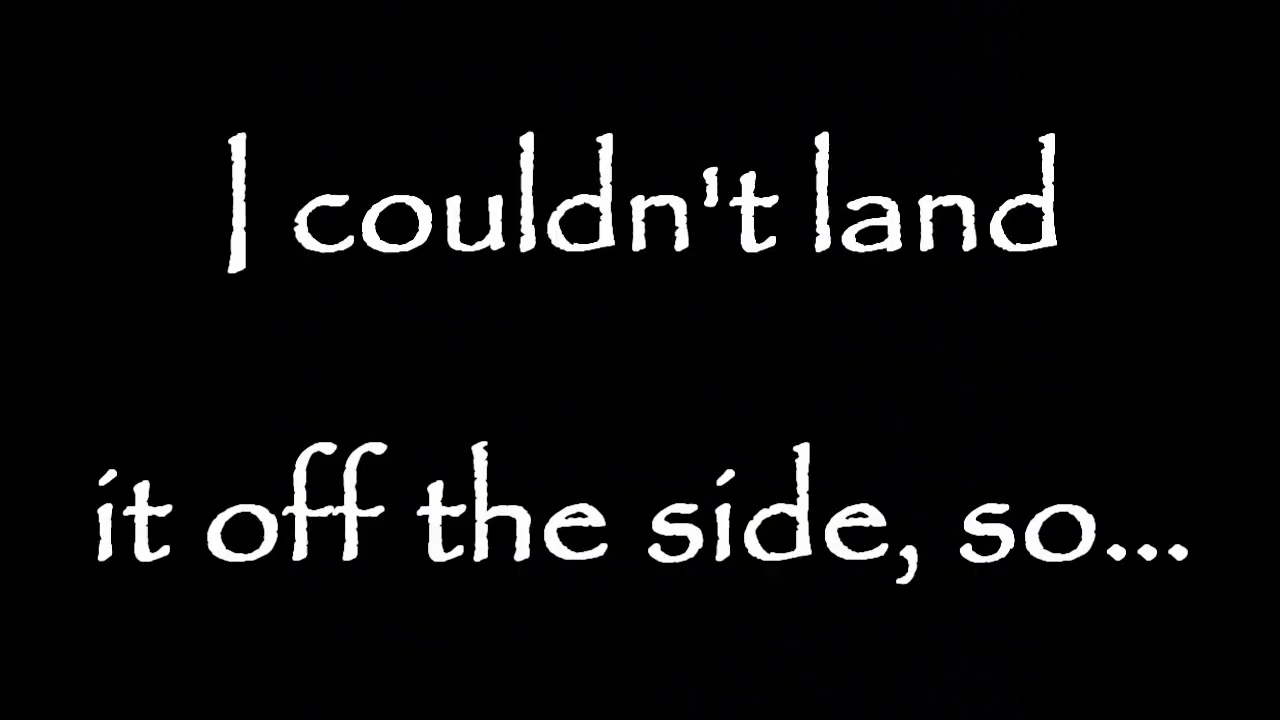 I couldn't land
it off the side, so...